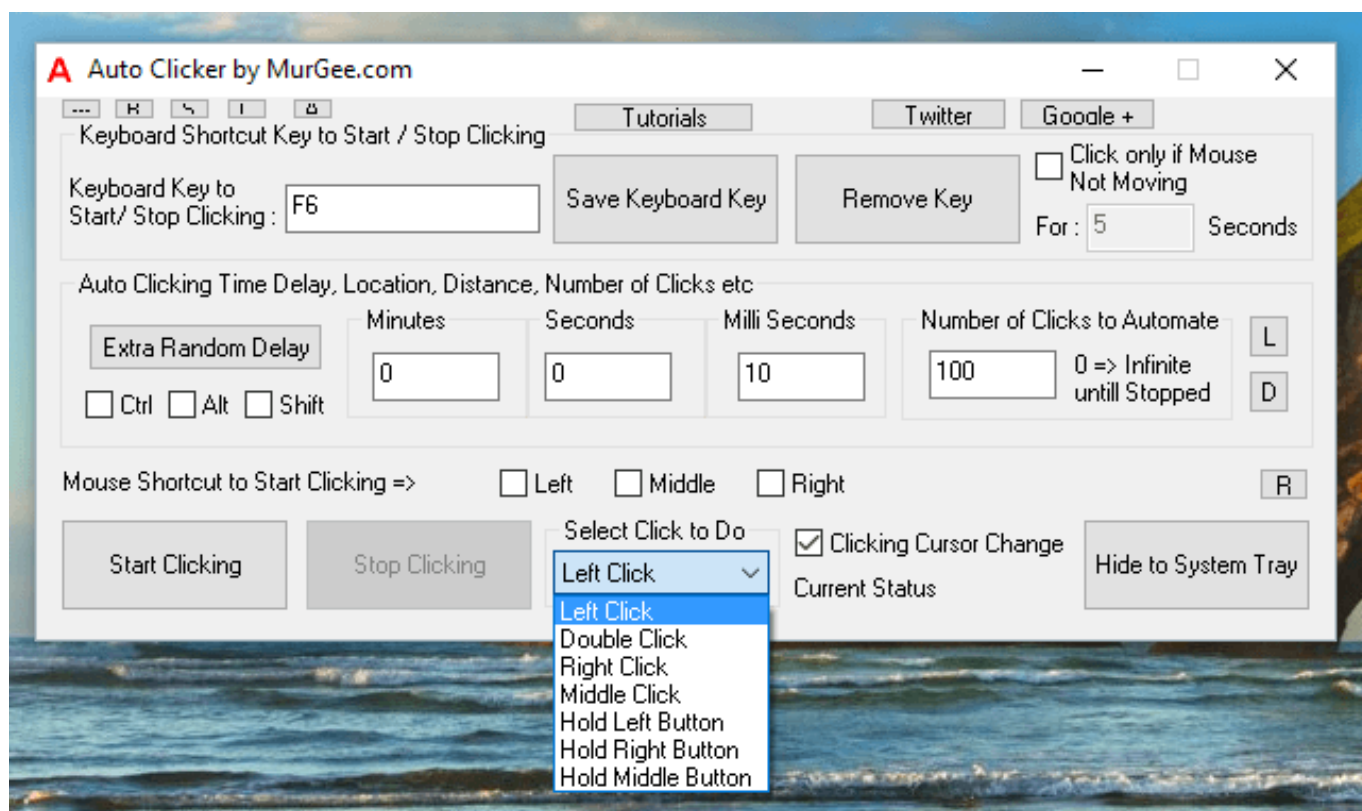 A Auto Clicker by MurGee.com
Tutorials Twitter Google +
Keyboard Shortcut Key to Start / Stop Clicking
Keyboard Key to
Start/ Stop Clicking :
F6
Save Keyboard Key
Remove Key
Click only if Mouse
Not Moving
For : 5 Seconds
Auto Clicking Time Delay, Location, Distance, Number of Clicks etc
Extra Random Delay
Ctrl Alt Shift
Minutes
0
Seconds
0
Milli Seconds
10
Number of Clicks to Automate
100
0 => Infinite
untill Stopped
L
D
Mouse Shortcut to Start Clicking => Left Middle Right
R
Start Clicking
Stop Clicking
Select Click to Do
Left Click
Left Click
Double Click
Right Click
Middle Click
Hold Left Button
Hold Right Button
Hold Middle Button
Clicking Cursor Change
Current Status
Hide to System Tray